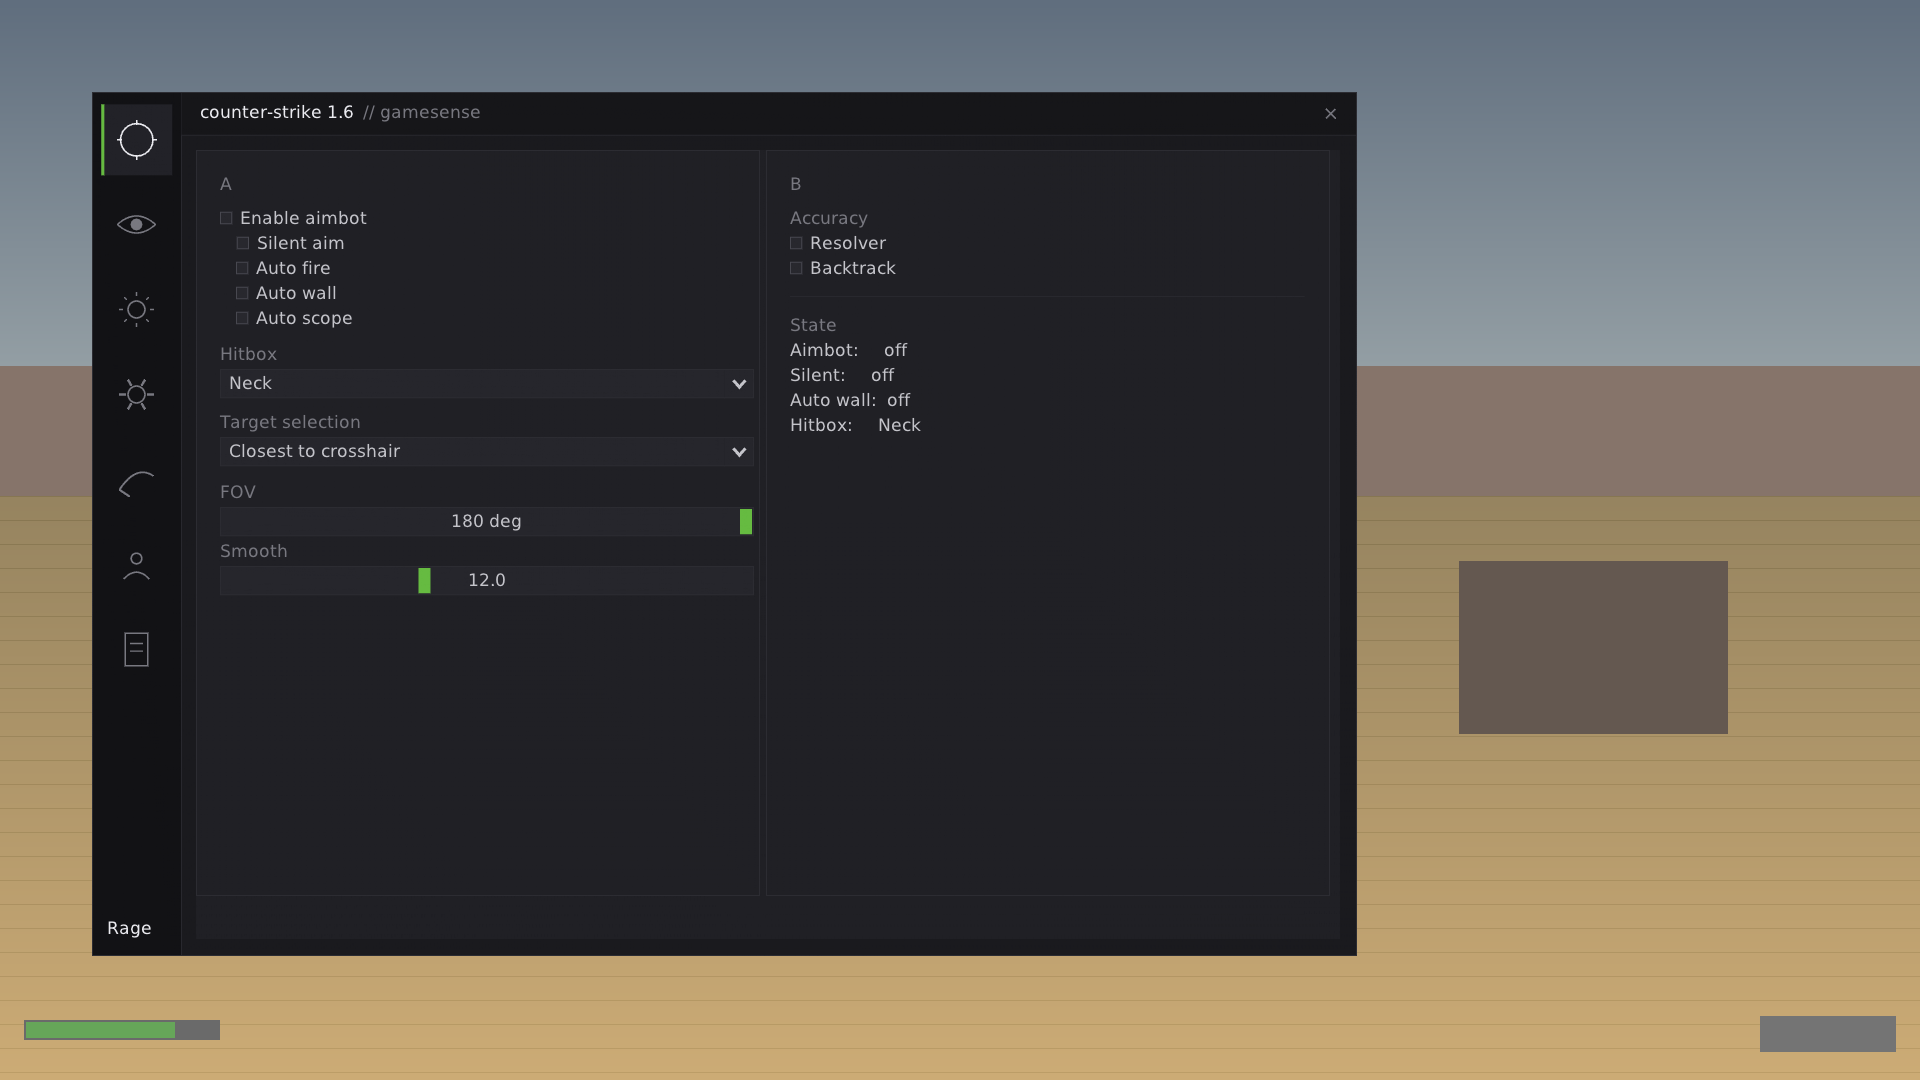 counter-strike 1.6 // gamesense
×
A
Enable aimbot
Silent aim
Auto fire
Auto wall
Auto scope
Hitbox
Neck
Target selection
Closest to crosshair
FOV
180 deg
Smooth
12.0
B
Accuracy
Resolver
Backtrack
State
Aimbot: off
Silent: off
Auto wall: off
Hitbox: Neck
Rage